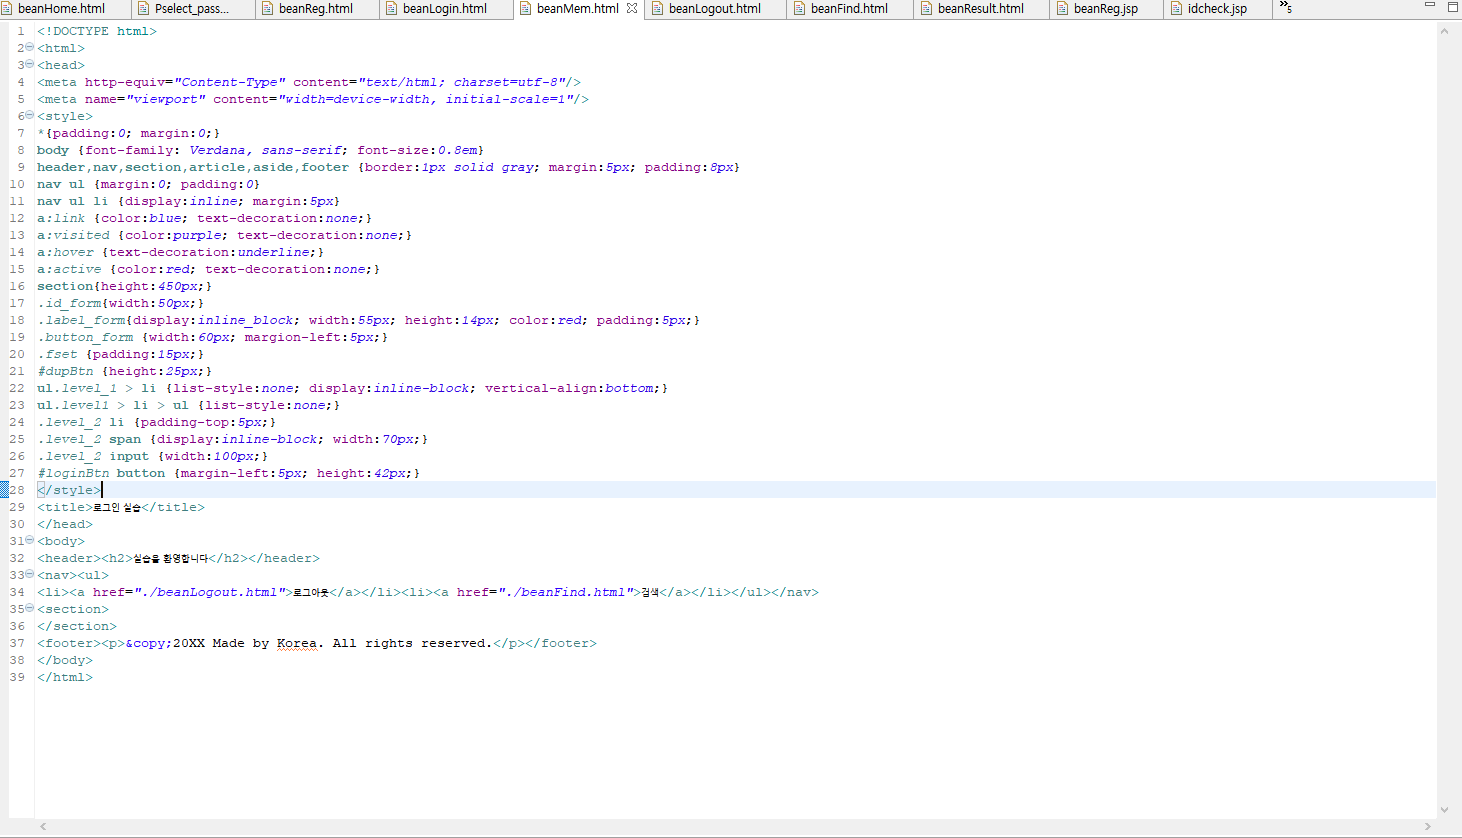 beanHome.html Pselect_pass... beanReg.html beanLogin.html beanMem.html beanLogout.html beanFind.html beanResult.html beanReg.jsp idcheck.jsp »5
1 <!DOCTYPE html>
2 <html>
3 <head>
4 <meta http-equiv="Content-Type" content="text/html; charset=utf-8"/>
5 <meta name="viewport" content="width=device-width, initial-scale=1"/>
6 <style>
7 *{padding:0; margin:0;}
8 body {font-family: Verdana, sans-serif; font-size:0.8em}
9 header,nav,section,article,aside,footer {border:1px solid gray; margin:5px; padding:8px}
10 nav ul {margin:0; padding:0}
11 nav ul li {display:inline; margin:5px}
12 a:link {color:blue; text-decoration:none;}
13 a:visited {color:purple; text-decoration:none;}
14 a:hover {text-decoration:underline;}
15 a:active {color:red; text-decoration:none;}
16 section{height:450px;}
17 .id_form{width:50px;}
18 .label_form{display:inline_block; width:55px; height:14px; color:red; padding:5px;}
19 .button_form {width:60px; margion-left:5px;}
20 .fset {padding:15px;}
21 #dupBtn {height:25px;}
22 ul.level_1 > li {list-style:none; display:inline-block; vertical-align:bottom;}
23 ul.level1 > li > ul {list-style:none;}
24 .level_2 li {padding-top:5px;}
25 .level_2 span {display:inline-block; width:70px;}
26 .level_2 input {width:100px;}
27 #loginBtn button {margin-left:5px; height:42px;}
28 </style>
29 <title>로그인 실습</title>
30 </head>
31 <body>
32 <header><h2>실습을 환영합니다</h2></header>
33 <nav><ul>
34 <li><a href="./beanLogout.html">로그아웃</a></li><li><a href="./beanFind.html">검색</a></li></ul></nav>
35 <section>
36 </section>
37 <footer><p>&copy;20XX Made by Korea. All rights reserved.</p></footer>
38 </body>
39 </html>